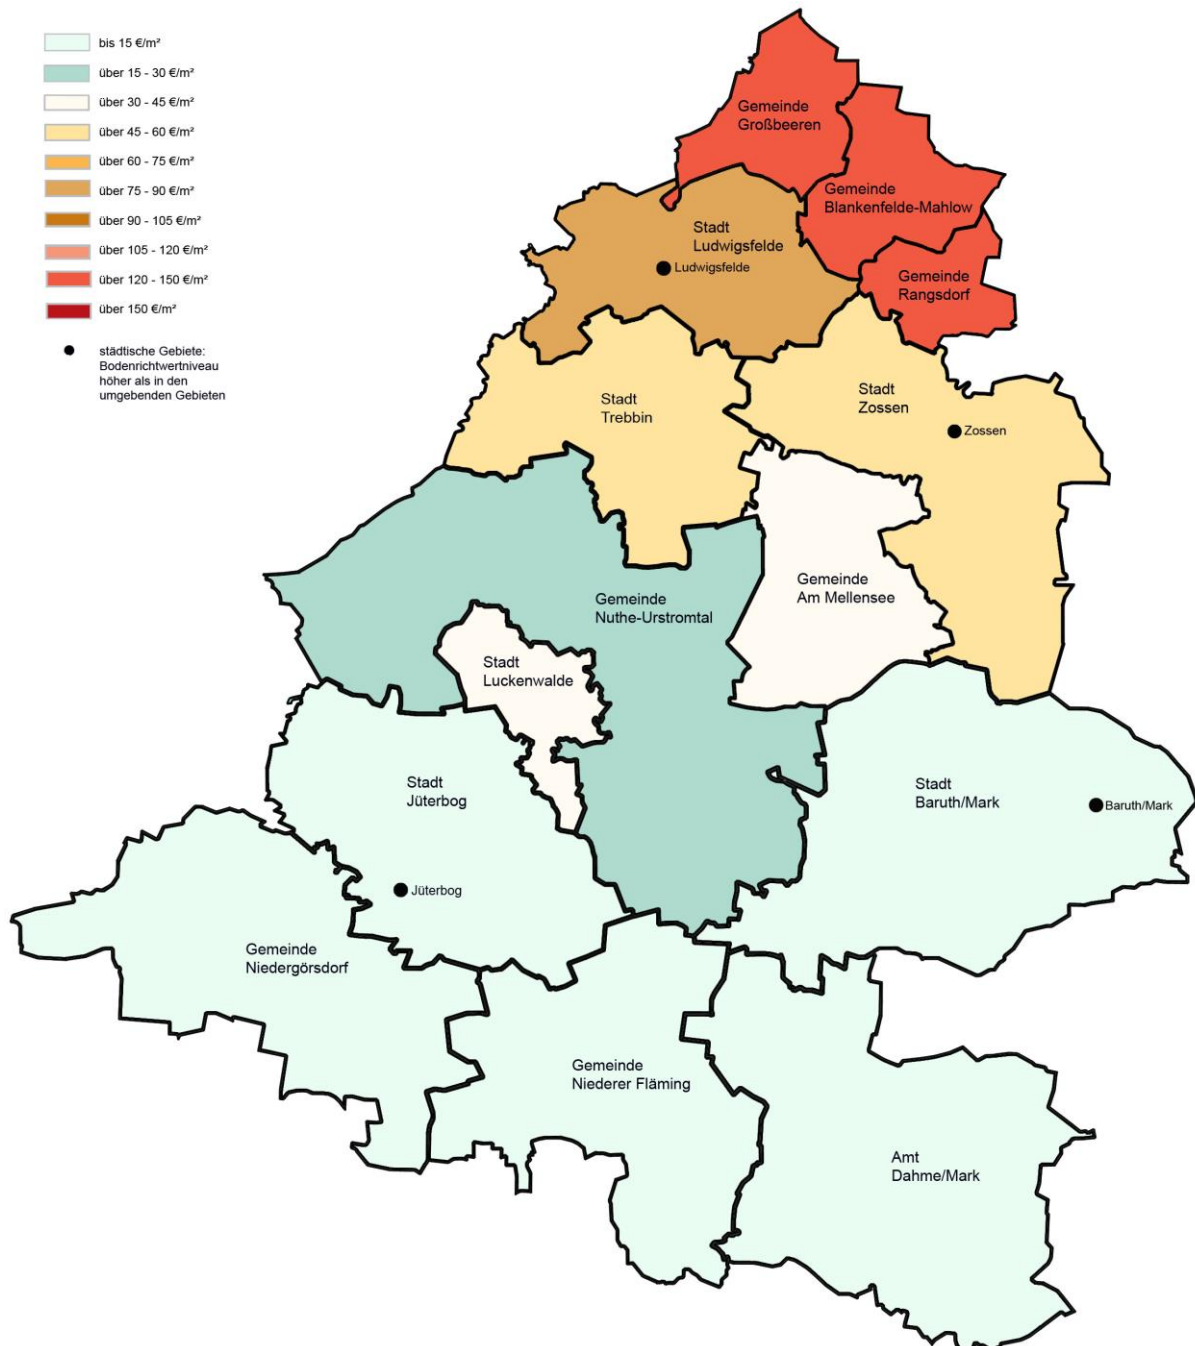 bis 15 €/m²
über 15 - 30 €/m²
über 30 - 45 €/m²
über 45 - 60 €/m²
über 60 - 75 €/m²
über 75 - 90 €/m²
über 90 - 105 €/m²
über 105 - 120 €/m²
über 120 - 150 €/m²
über 150 €/m²
städtische Gebiete:
Bodenrichtwertniveau
höher als in den
umgebenden Gebieten
Gemeinde
Großbeeren
Gemeinde
Blankenfelde-Mahlow
Stadt
Ludwigsfelde
Ludwigsfelde
Gemeinde
Rangsdorf
Stadt
Trebbin
Stadt
Zossen
Zossen
Gemeinde
Am Mellensee
Gemeinde
Nuthe-Urstromtal
Stadt
Luckenwalde
Stadt
Jüterbog
Jüterbog
Stadt
Baruth/Mark
Baruth/Mark
Gemeinde
Niedergörsdorf
Gemeinde
Niederer Fläming
Amt
Dahme/Mark